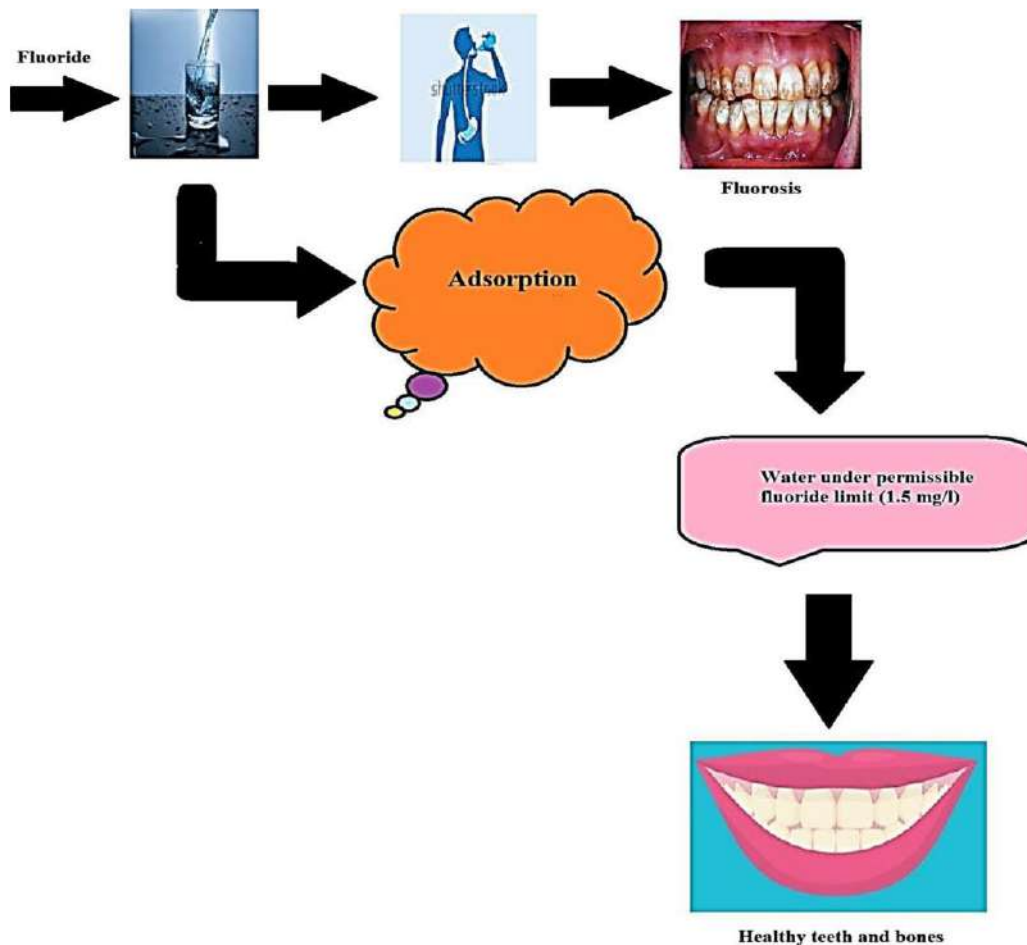 Fluoride
Fluorosis
Adsorption
Water under permissible
fluoride limit (1.5 mg/l)
Healthy teeth and bones